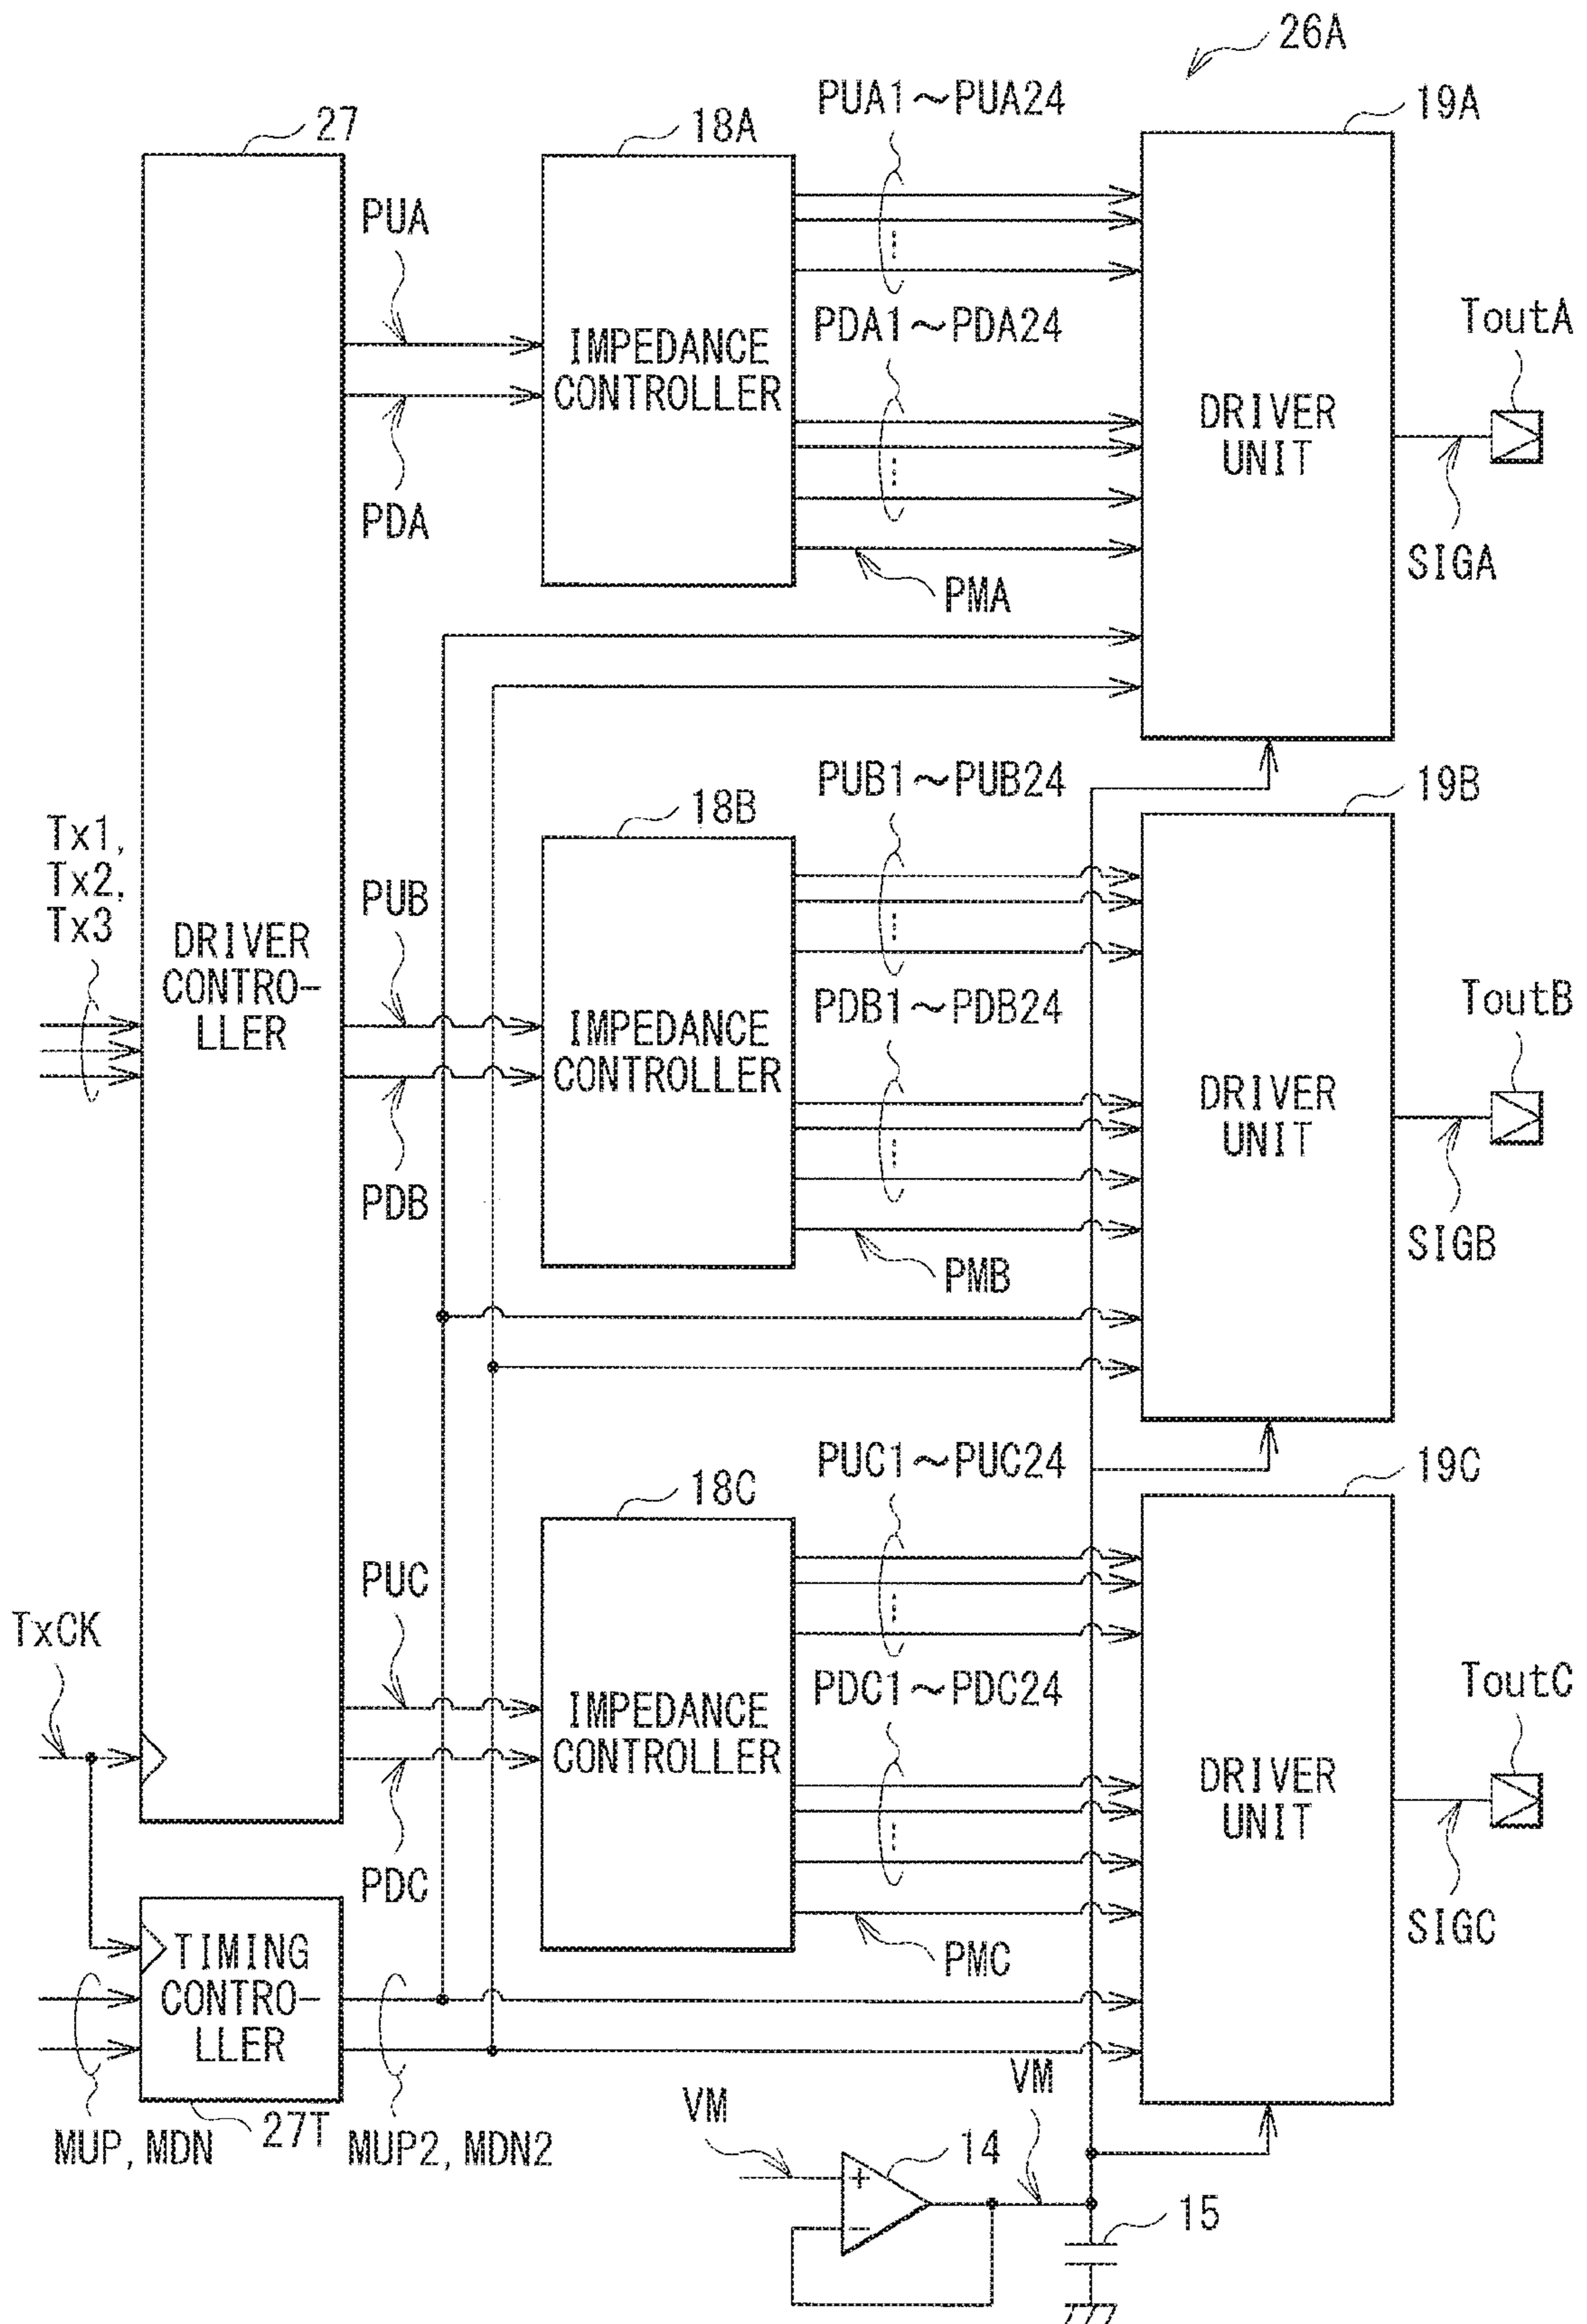 26A
27
18A
PUA1~PUA24
19A
PUA
PDA
IMPEDANCE
CONTROLLER
PDA1~PDA24
PMA
DRIVER
UNIT
ToutA
SIGA
Tx1,
Tx2,
Tx3
DRIVER
CONTRO-
LLER
18B
PUB1~PUB24
19B
PUB
PDB
IMPEDANCE
CONTROLLER
PDB1~PDB24
PMB
DRIVER
UNIT
ToutB
SIGB
18C
PUC1~PUC24
19C
TxCK
PUC
PDC
IMPEDANCE
CONTROLLER
PDC1~PDC24
PMC
DRIVER
UNIT
ToutC
SIGC
TIMING
CONTRO-
LLER
MUP, MDN
27T
MUP2, MDN2
VM
+
−
14
VM
15